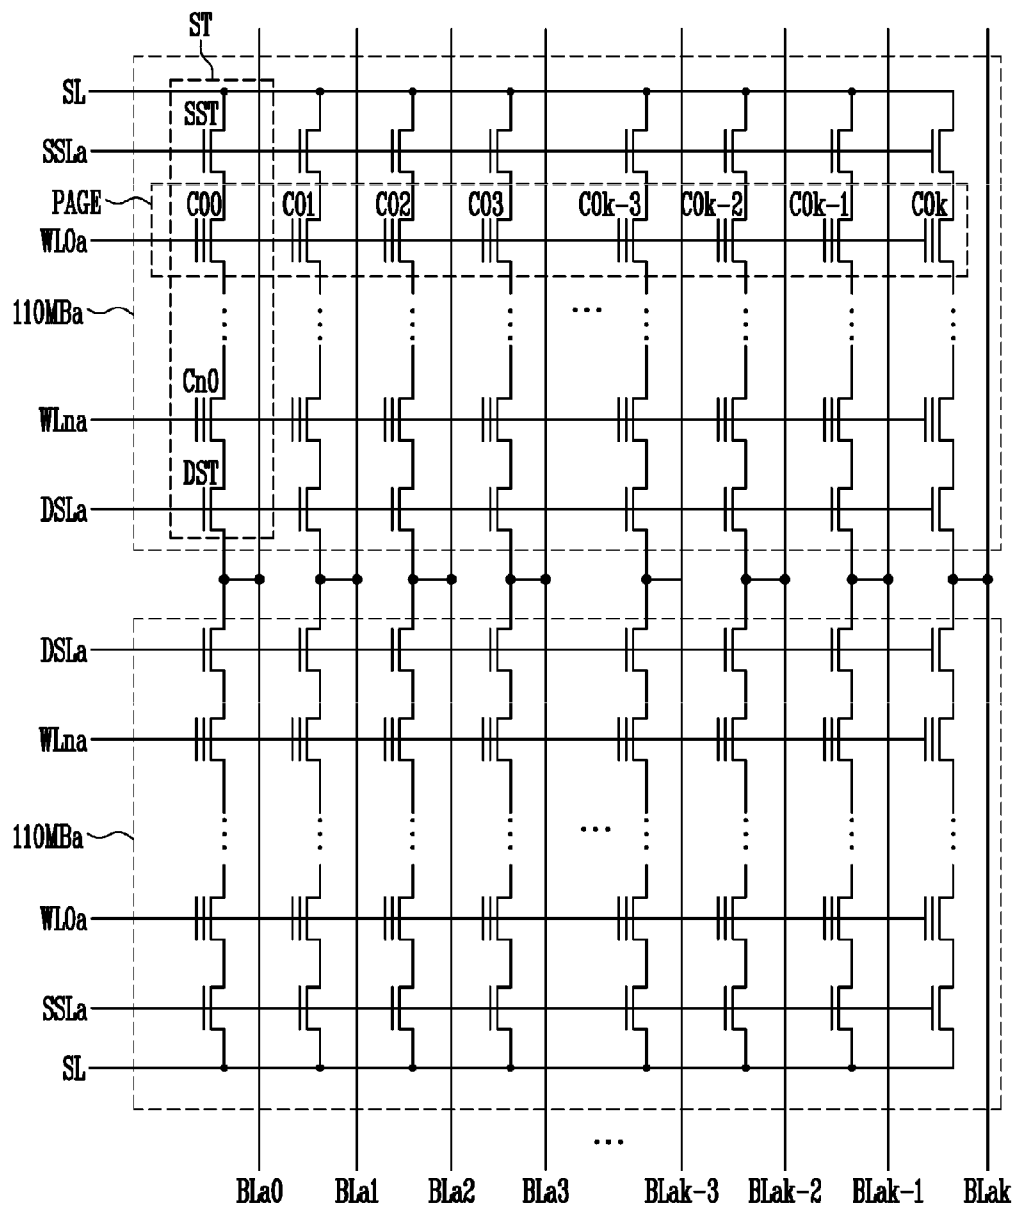 ST
SL
SST
SSLa
PAGE
C00 C01 C02 C03 C0k-3 C0k-2 C0k-1 C0k
WL0a
110MBa
...
Cn0
WLna
DST
DSLa
DSLa
WLna
110MBa
...
WL0a
SSLa
SL
...
BLa0 BLa1 BLa2 BLa3 BLak-3 BLak-2 BLak-1 BLak